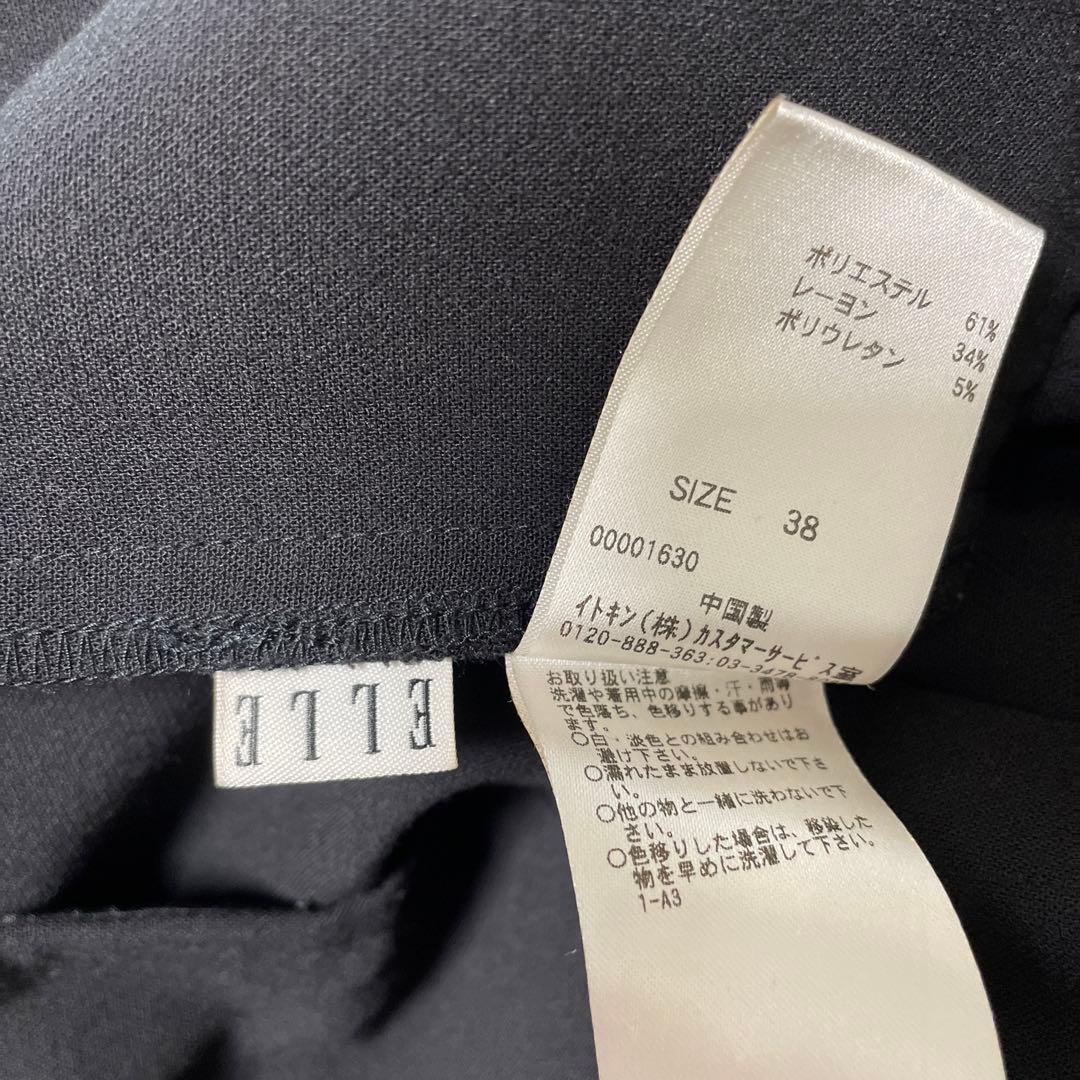 ポリエステル 61%
レーヨン 34%
ポリウレタン 5%
SIZE 38
00001630
中国製
イトキン(株)カスタマーサービス室
0120-888-363:03-3478
お取り扱い注意
洗濯や着用中の摩擦・汗・雨等
で色落ち、色移りする事があり
ます。
○白・淡色との組み合わせはお
避け下さい。
○濡れたまま放置しないで下さ
い。
○他の物と一緒に洗わないで下
さい。
○色移りした場合は、移染した
物を早めに洗濯して下さい。
1-A3
ELLE